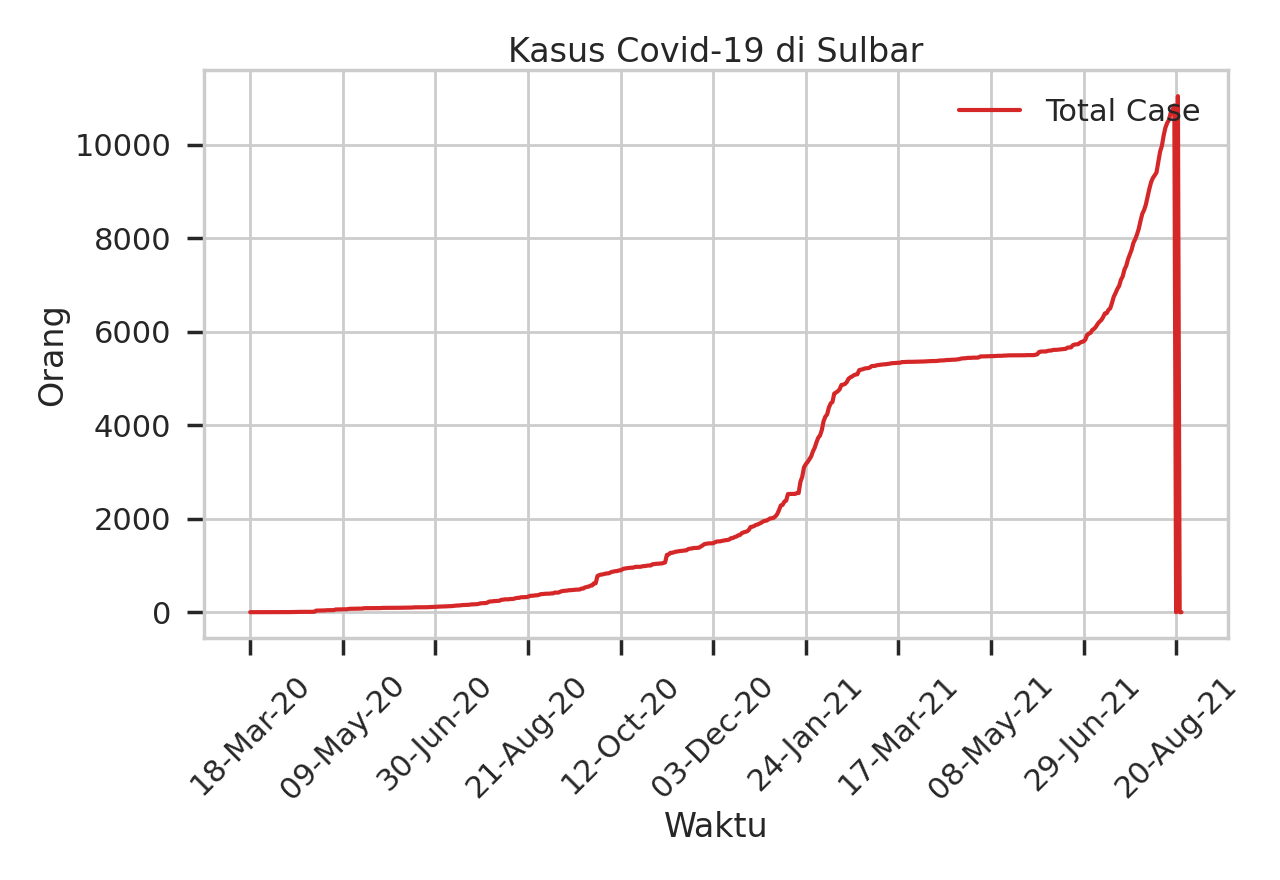 Kasus Covid-19 di Sulbar
Total Case
Orang
10000
8000
6000
4000
2000
0
18-Mar-20
09-May-20
30-Jun-20
21-Aug-20
12-Oct-20
03-Dec-20
24-Jan-21
17-Mar-21
08-May-21
29-Jun-21
20-Aug-21
Waktu